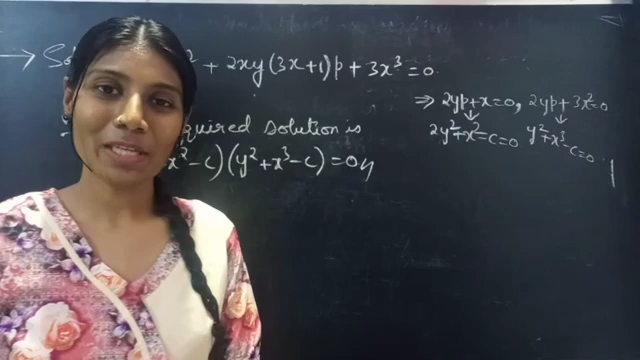 → So 2 + 2xy(3x+1)p + 3x³=0.
quired solution is
x²-c)(y²+x³-c)=0
⇒ 2yp+x=0, 2yp+3x²=0
↓ ↓
2y²+x²-c=0 y²+x³-c=0